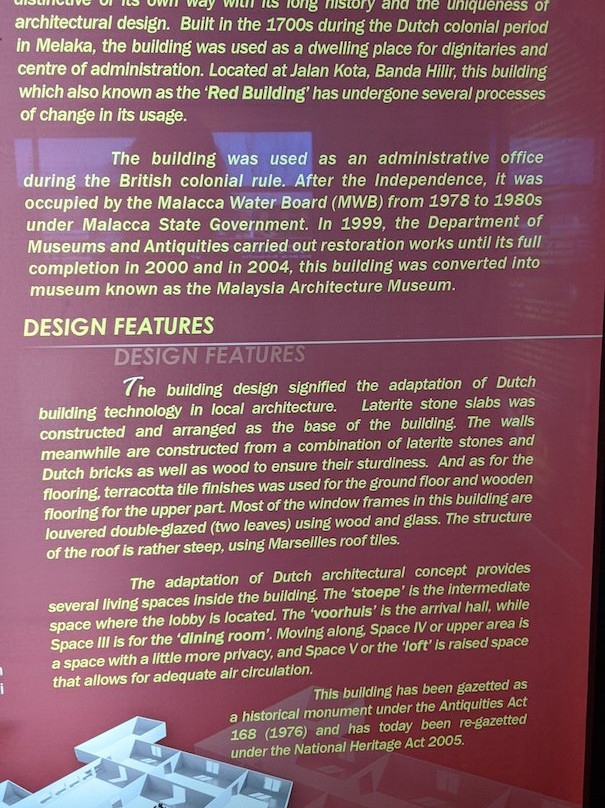 distinctive of its own way with its long history and the uniqueness of
architectural design. Built in the 1700s during the Dutch colonial period
in Melaka, the building was used as a dwelling place for dignitaries and
centre of administration. Located at Jalan Kota, Banda Hilir, this building
which also known as the ‘Red Building’ has undergone several processes
of change in its usage.
The building was used as an administrative office
during the British colonial rule. After the Independence, it was
occupied by the Malacca Water Board (MWB) from 1978 to 1980s
under Malacca State Government. In 1999, the Department of
Museums and Antiquities carried out restoration works until its full
completion in 2000 and in 2004, this building was converted into
museum known as the Malaysia Architecture Museum.
DESIGN FEATURES
DESIGN FEATURES
The building design signified the adaptation of Dutch
building technology in local architecture. Laterite stone slabs was
constructed and arranged as the base of the building. The walls
meanwhile are constructed from a combination of laterite stones and
Dutch bricks as well as wood to ensure their sturdiness. And as for the
flooring, terracotta tile finishes was used for the ground floor and wooden
flooring for the upper part. Most of the window frames in this building are
louvered double-glazed (two leaves) using wood and glass. The structure
of the roof is rather steep, using Marseilles roof tiles.
The adaptation of Dutch architectural concept provides
several living spaces inside the building. The ‘stoepe’ is the intermediate
space where the lobby is located. The ‘voorhuis’ is the arrival hall, while
Space III is for the ‘dining room’. Moving along, Space IV or upper area is
a space with a little more privacy, and Space V or the ‘loft’ is raised space
that allows for adequate air circulation.
This building has been gazetted as
a historical monument under the Antiquities Act
168 (1976) and has today been re-gazetted
under the National Heritage Act 2005.